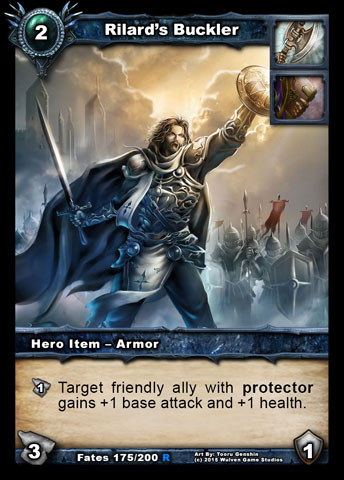 2
Rilard's Buckler
Hero Item – Armor
1 Target friendly ally with protector
gains +1 base attack and +1 health.
3
Fates 175/200 R
Art By: Tooru Genshin
(c) 2015 Wulven Game Studios
1